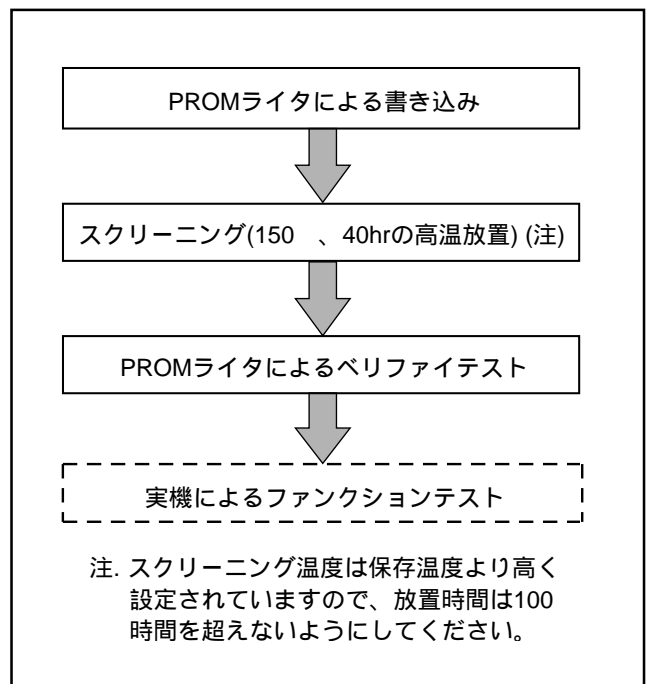 PROMライタによる書き込み
スクリーニング(150　、40hrの高温放置) (注)
PROMライタによるベリファイテスト
実機によるファンクションテスト
注. スクリーニング温度は保存温度より高く
設定されていますので、放置時間は100
時間を超えないようにしてください。